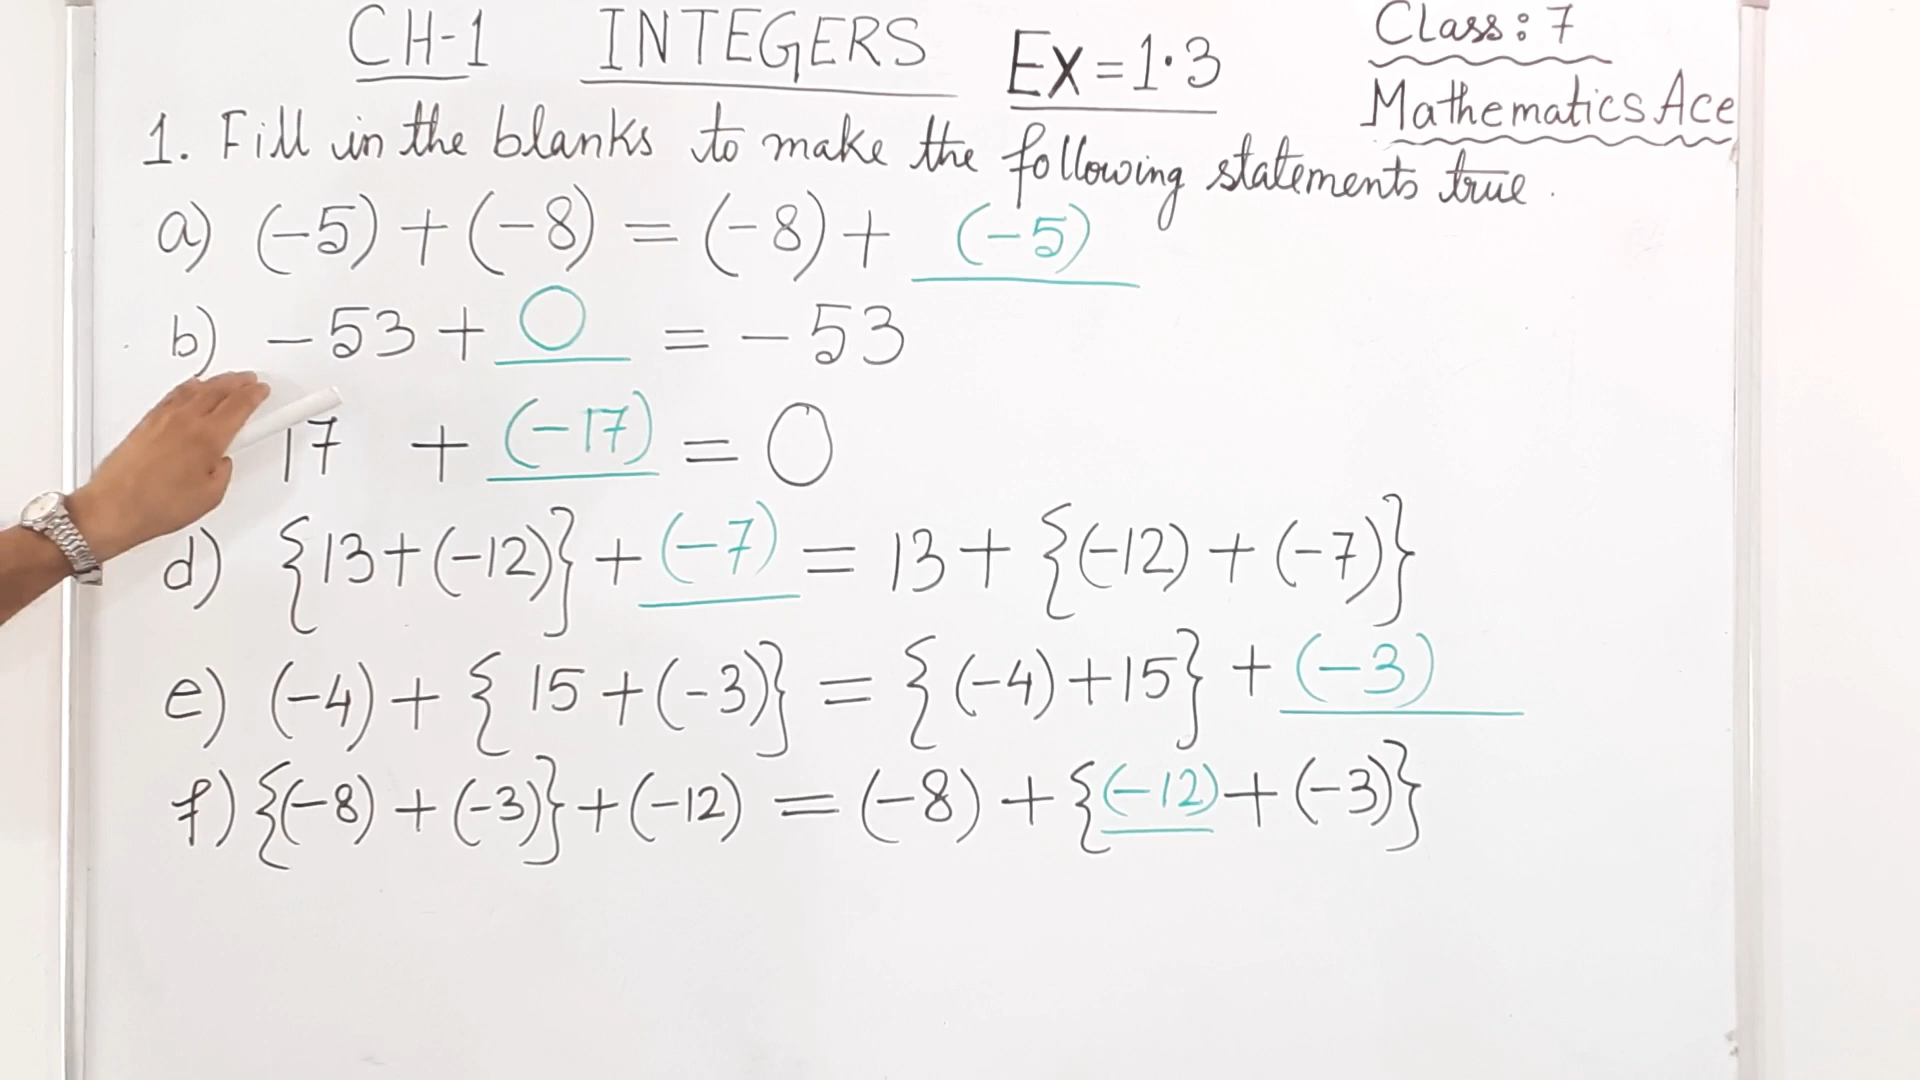 CH-1 INTEGERS Ex=1.3 Class: 7
Mathematics Ace
1. Fill in the blanks to make the following statements true.
a) (-5) + (-8) = (-8) + (-5)
b) -53 + 0 = -53
17 + (-17) = 0
d) {13+(-12)} + (-7) = 13 + {(-12) + (-7)}
e) (-4) + {15 + (-3)} = {(-4)+15} + (-3)
f) {(-8) + (-3)} + (-12) = (-8) + {(-12) + (-3)}